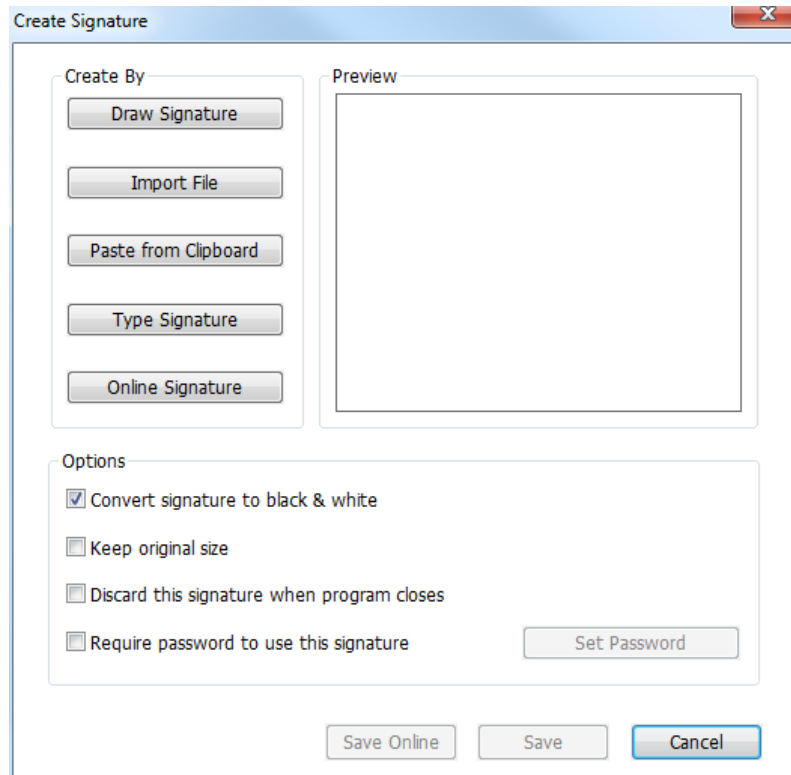 Create Signature
Create By
Draw Signature
Import File
Paste from Clipboard
Type Signature
Online Signature
Preview
Options
Convert signature to black & white
Keep original size
Discard this signature when program closes
Require password to use this signature
Set Password
Save Online
Save
Cancel